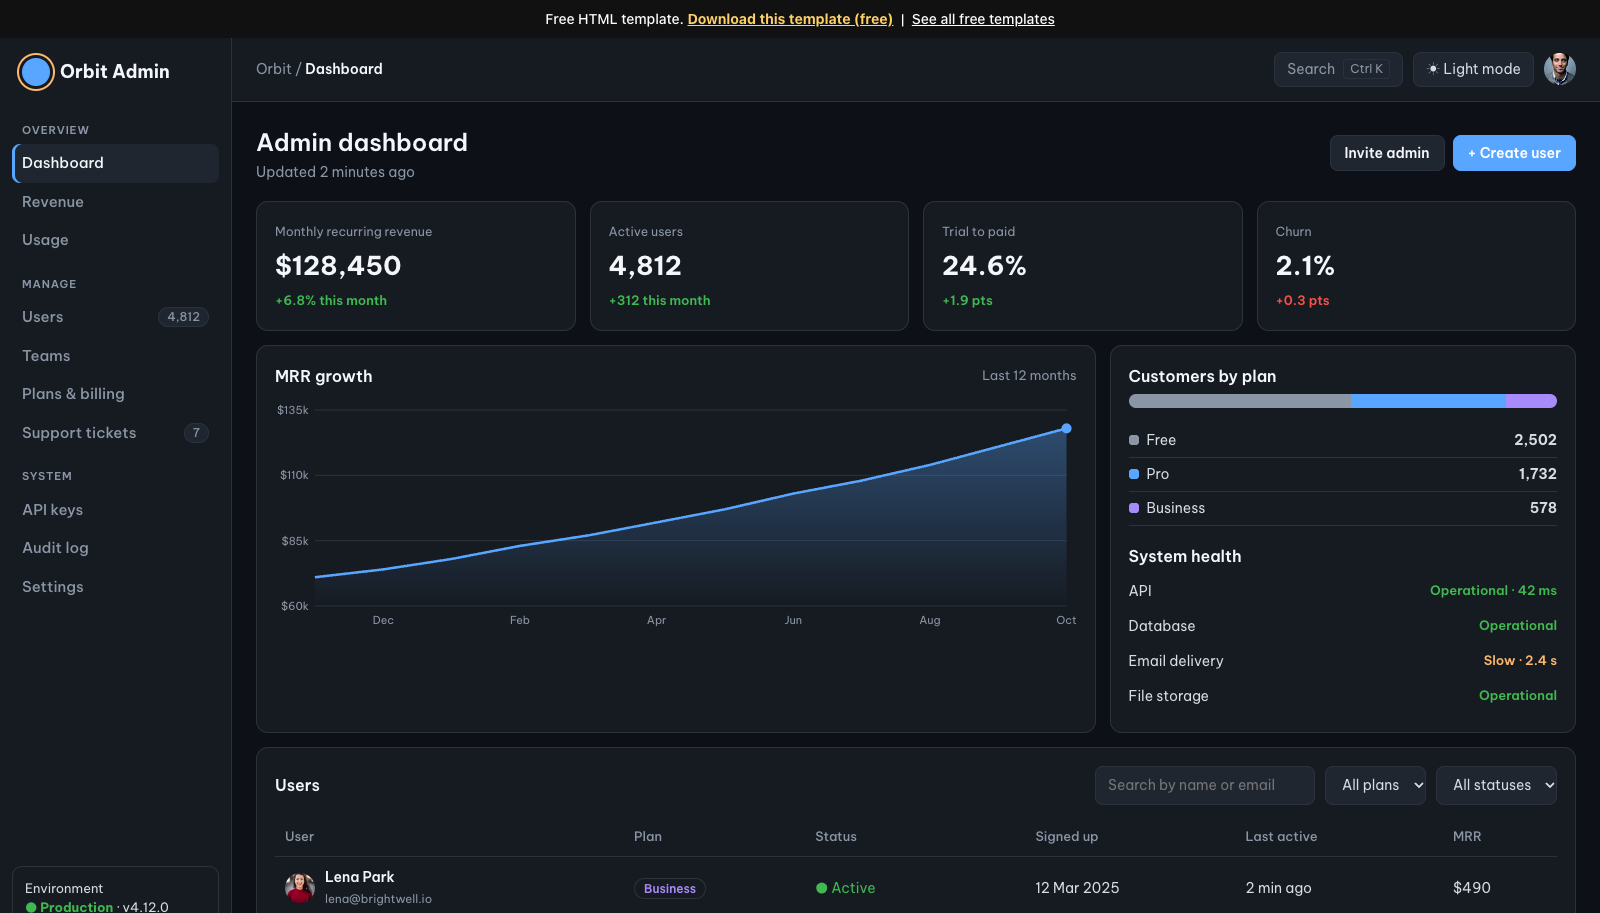 Free HTML template. Download this template (free) | See all free templates
Orbit Admin
OVERVIEW
Dashboard
Revenue
Usage
MANAGE
Users 4,812
Teams
Plans & billing
Support tickets 7
SYSTEM
API keys
Audit log
Settings
Environment
Production · v4.12.0
Orbit / Dashboard
Search Ctrl K
Light mode
Admin dashboard
Updated 2 minutes ago
Invite admin
+ Create user
Monthly recurring revenue
$128,450
+6.8% this month
Active users
4,812
+312 this month
Trial to paid
24.6%
+1.9 pts
Churn
2.1%
+0.3 pts
MRR growth
Last 12 months
$135k
$110k
$85k
$60k
Dec Feb Apr Jun Aug Oct
Customers by plan
Free 2,502
Pro 1,732
Business 578
System health
API Operational · 42 ms
Database Operational
Email delivery Slow · 2.4 s
File storage Operational
Users
Search by name or email
All plans
All statuses
User Plan Status Signed up Last active MRR
Lena Park
lena@brightwell.io
Business Active 12 Mar 2025 2 min ago $490